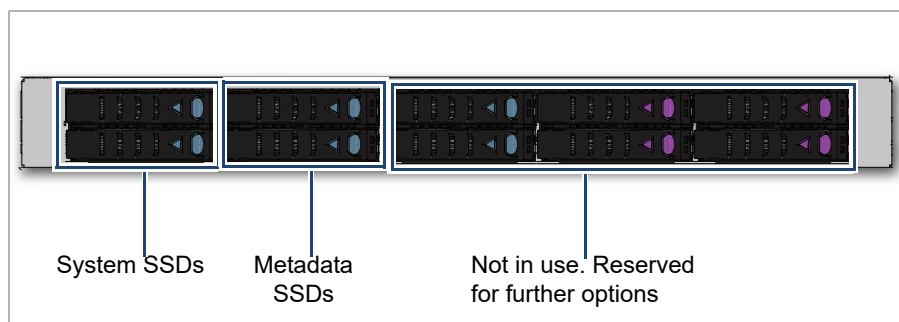 System SSDs
Metadata
SSDs
Not in use. Reserved
for further options